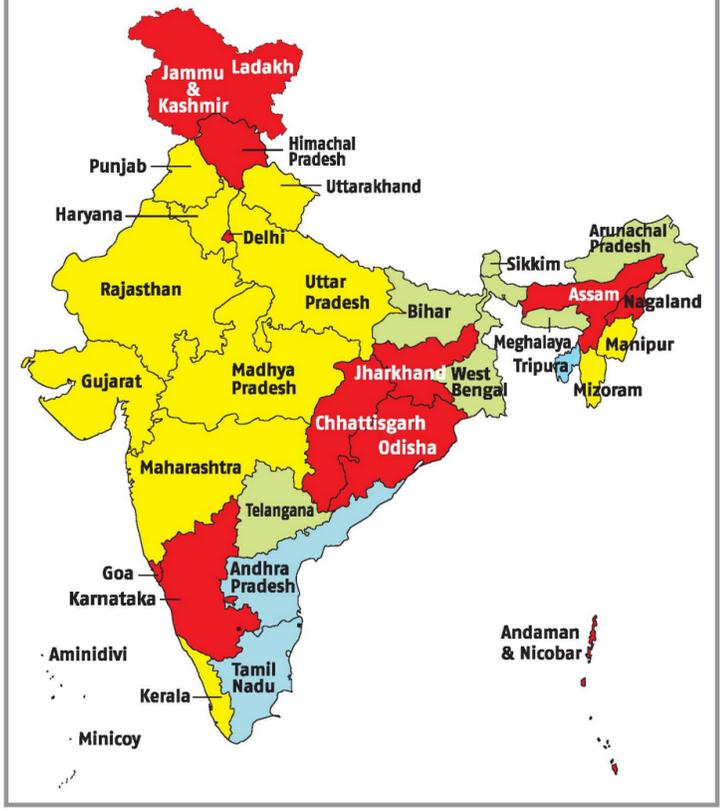 Jammu
&
Kashmir
Ladakh
Himachal
Pradesh
Punjab
Uttarakhand
Haryana
Delhi
Arunachal
Pradesh
Sikkim
Rajasthan
Uttar
Pradesh
Assam
Nagaland
Bihar
Meghalaya
Manipur
Tripura
Jharkhand
West
Bengal
Mizoram
Gujarat
Madhya
Pradesh
Chhattisgarh
Odisha
Maharashtra
Telangana
Goa
Andhra
Pradesh
Karnataka
Andaman
& Nicobar
Aminidivi
Tamil
Nadu
Kerala
Minicoy